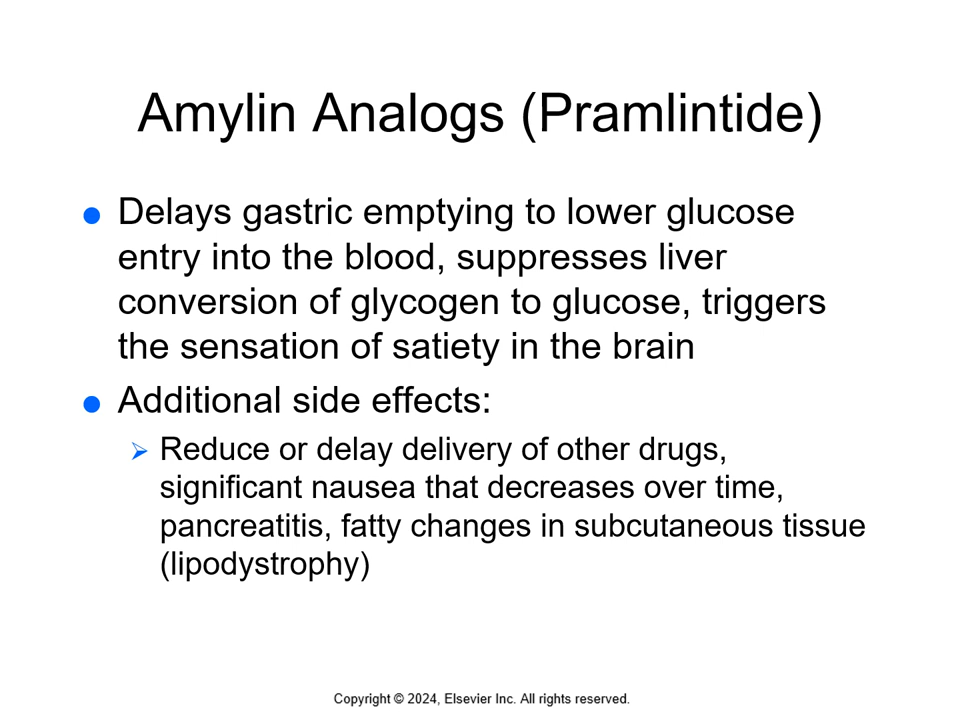 Amylin Analogs (Pramlintide)
Delays gastric emptying to lower glucose
entry into the blood, suppresses liver
conversion of glycogen to glucose, triggers
the sensation of satiety in the brain
Additional side effects:
Reduce or delay delivery of other drugs,
significant nausea that decreases over time,
pancreatitis, fatty changes in subcutaneous tissue
(lipodystrophy)
Copyright © 2024, Elsevier Inc. All rights reserved.